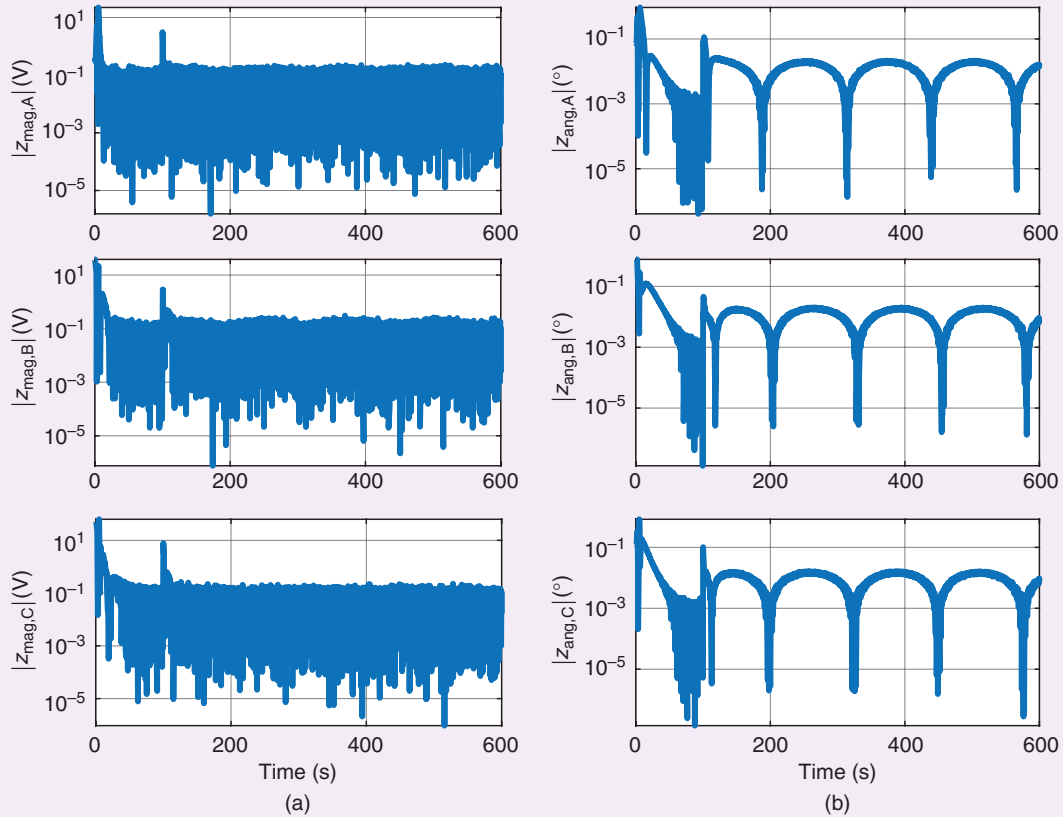 |z_mag,A| (V)
10^1
10^−1
10^−3
10^−5
0 200 400 600
|z_ang,A| (°)
10^−1
10^−3
10^−5
0 200 400 600
|z_mag,B| (V)
10^1
10^−1
10^−3
10^−5
0 200 400 600
|z_ang,B| (°)
10^−1
10^−3
10^−5
0 200 400 600
|z_mag,C| (V)
10^1
10^−1
10^−3
10^−5
0 200 400 600
Time (s)
(a)
|z_ang,C| (°)
10^−1
10^−3
10^−5
0 200 400 600
Time (s)
(b)